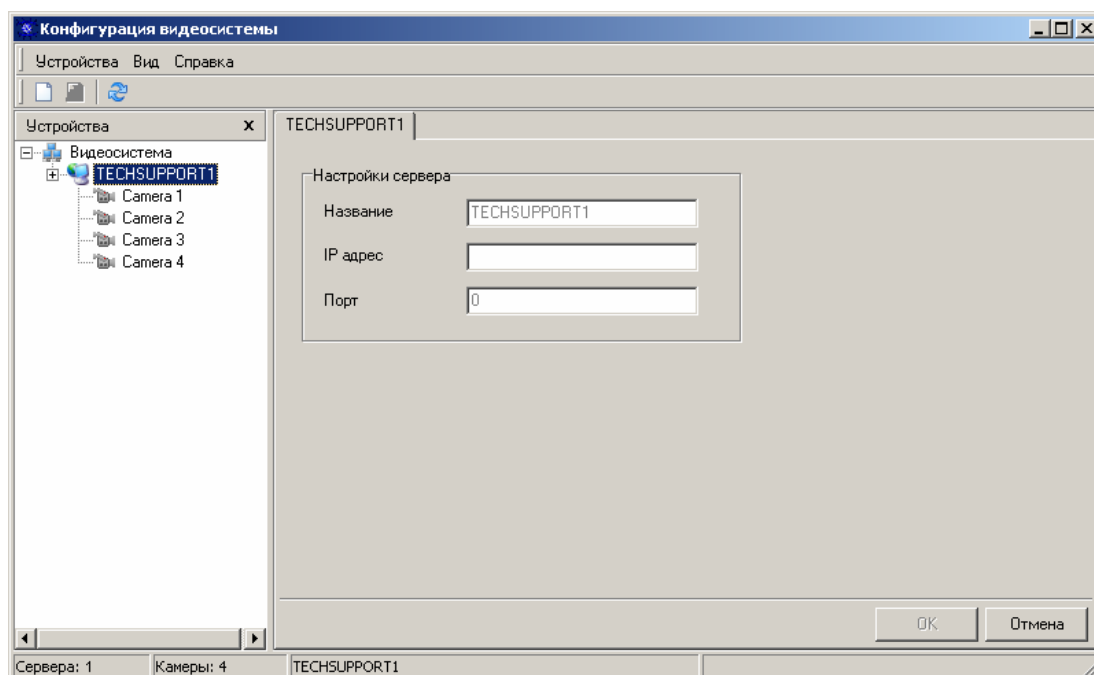 Конфигурация видеосистемы
Устройства Вид Справка
Устройства x
TECHSUPPORT1
Видеосистема
TECHSUPPORT1
Camera 1
Camera 2
Camera 3
Camera 4
Настройки сервера
Название TECHSUPPORT1
IP адрес
Порт 0
OK Отмена
Сервера: 1 Камеры: 4 TECHSUPPORT1